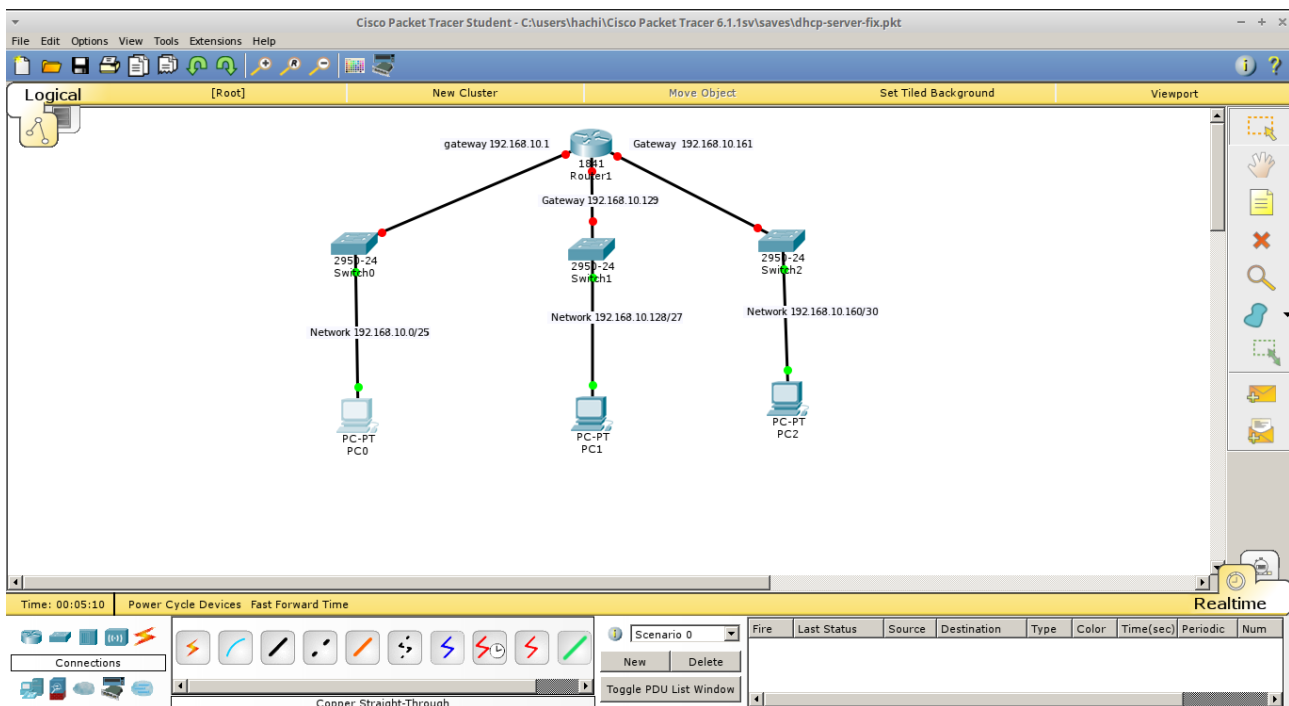 Cisco Packet Tracer Student - C:\users\hachi\Cisco Packet Tracer 6.1.1sv\saves\dhcp-server-fix.pkt
File Edit Options View Tools Extensions Help
Logical [Root] New Cluster Move Object Set Tiled Background Viewport
gateway 192.168.10.1
Gateway 192.168.10.161
1841
Router1
Gateway 192.168.10.129
2950-24
Switch0
2950-24
Switch1
2950-24
Switch2
Network 192.168.10.0/25
Network 192.168.10.128/27
Network 192.168.10.160/30
PC-PT
PC0
PC-PT
PC1
PC-PT
PC2
Time: 00:05:10 Power Cycle Devices Fast Forward Time Realtime
Connections
Copper Straight-Through
Scenario 0
New Delete
Toggle PDU List Window
Fire Last Status Source Destination Type Color Time(sec) Periodic Num